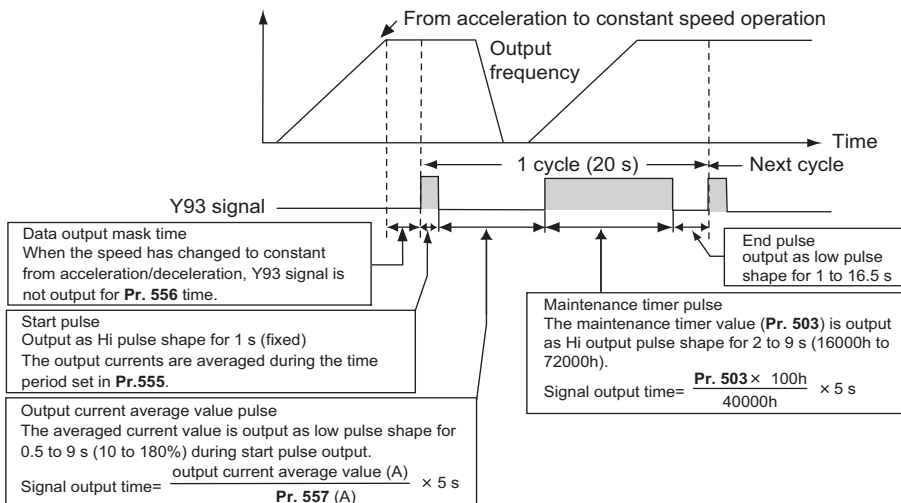 From acceleration to constant speed operation
Output
frequency
Time
1 cycle (20 s)
Next cycle
Y93 signal
Data output mask time
When the speed has changed to constant
from acceleration/deceleration, Y93 signal is
not output for Pr. 556 time.
Start pulse
Output as Hi pulse shape for 1 s (fixed)
The output currents are averaged during the time
period set in Pr.555.
Output current average value pulse
The averaged current value is output as low pulse shape for
0.5 to 9 s (10 to 180%) during start pulse output.
Signal output time= output current average value (A)
Pr. 557 (A)
× 5 s
End pulse
output as low pulse
shape for 1 to 16.5 s
Maintenance timer pulse
The maintenance timer value (Pr. 503) is output
as Hi output pulse shape for 2 to 9 s (16000h to
72000h).
Signal output time= Pr. 503 × 100h
40000h
× 5 s